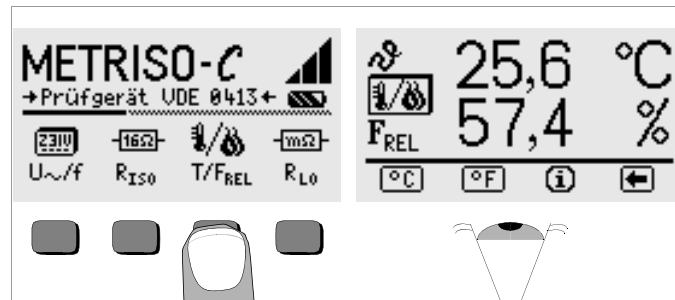 METRISO-C
→Prüfgerät VDE 0413←
231V
16Ω
mΩ
U~/f
RISO
T/FREL
RLO
ϑ 25,6 °C
FREL 57,4 %
°C
°F
i